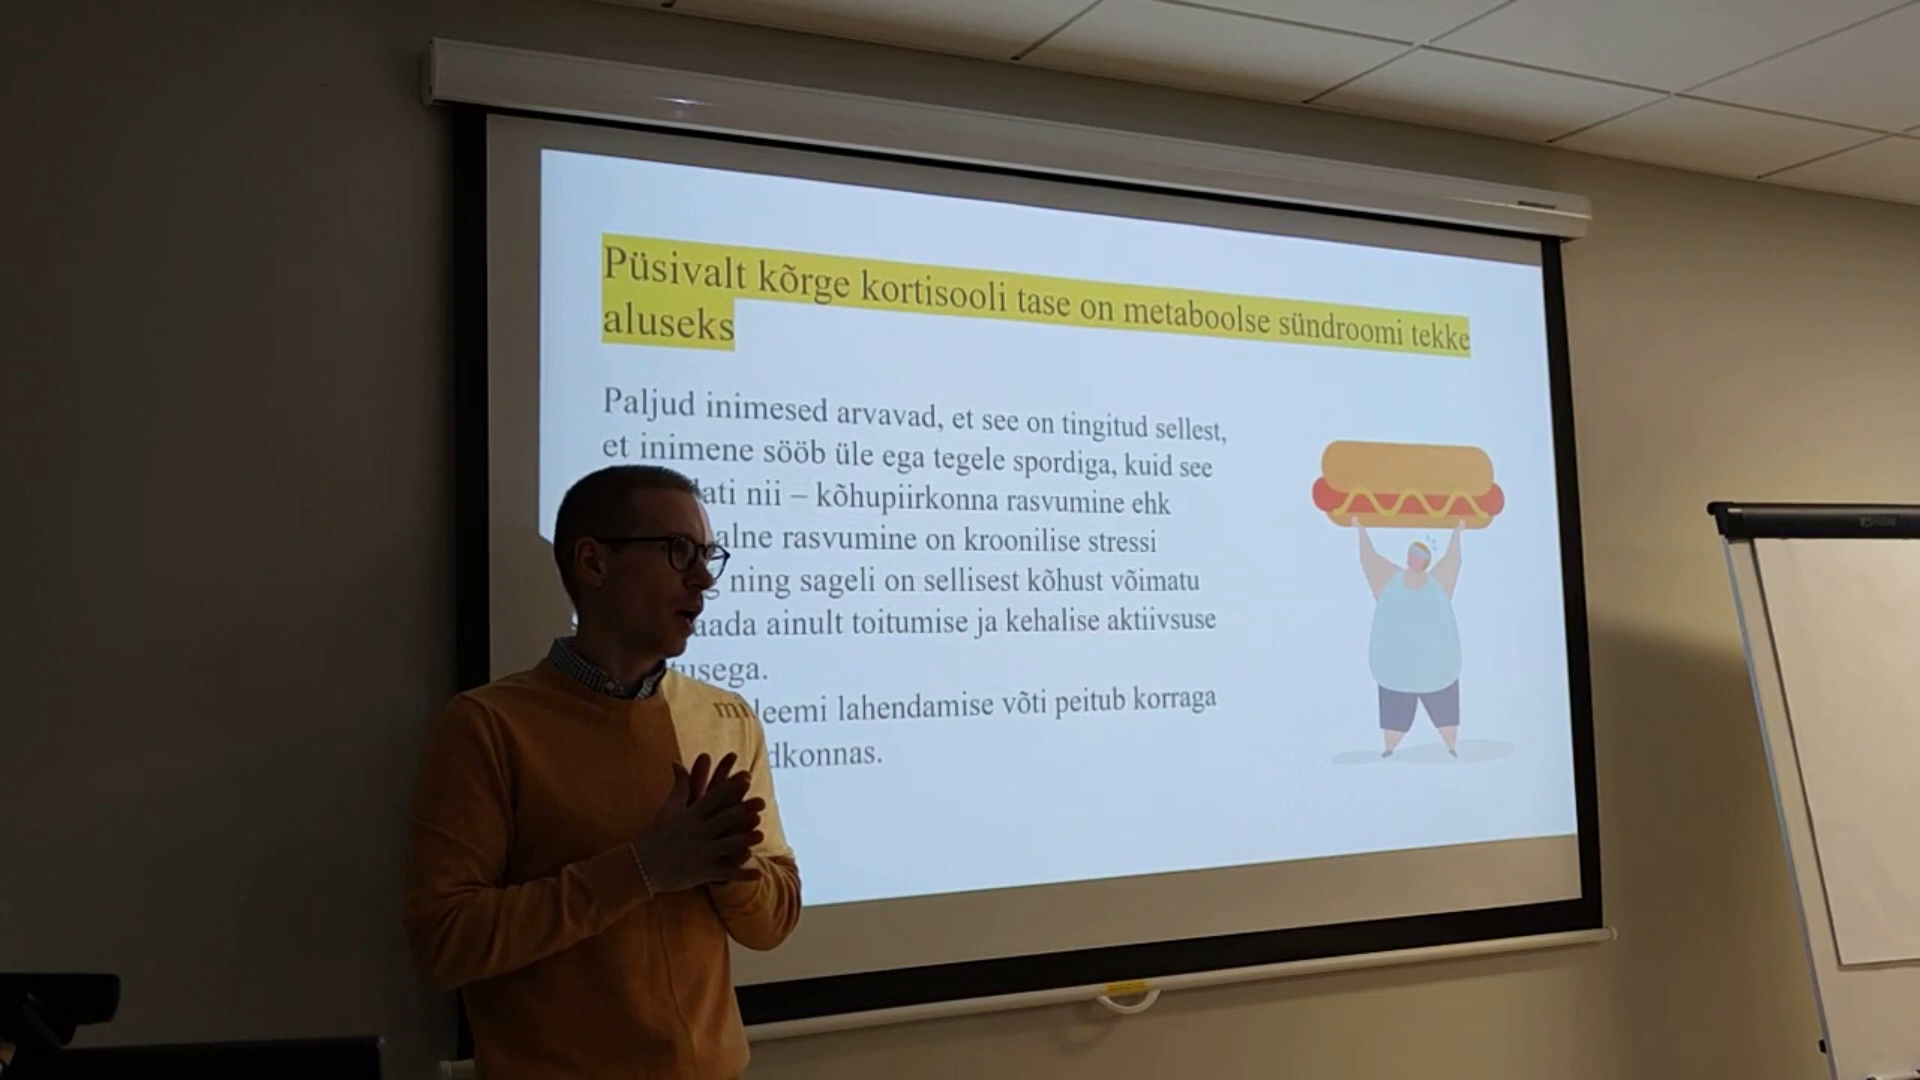 Püsivalt kõrge kortisooli tase on metaboolse sündroomi tekke
aluseks
Paljud inimesed arvavad, et see on tingitud sellest,
et inimene sööb üle ega tegele spordiga, kuid see
nii – kõhupiirkonna rasvumine ehk
rasvumine on kroonilise stressi
ning sageli on sellisest kõhust võimatu
ainult toitumise ja kehalise aktiivsuse
lahendamise võti peitub korraga